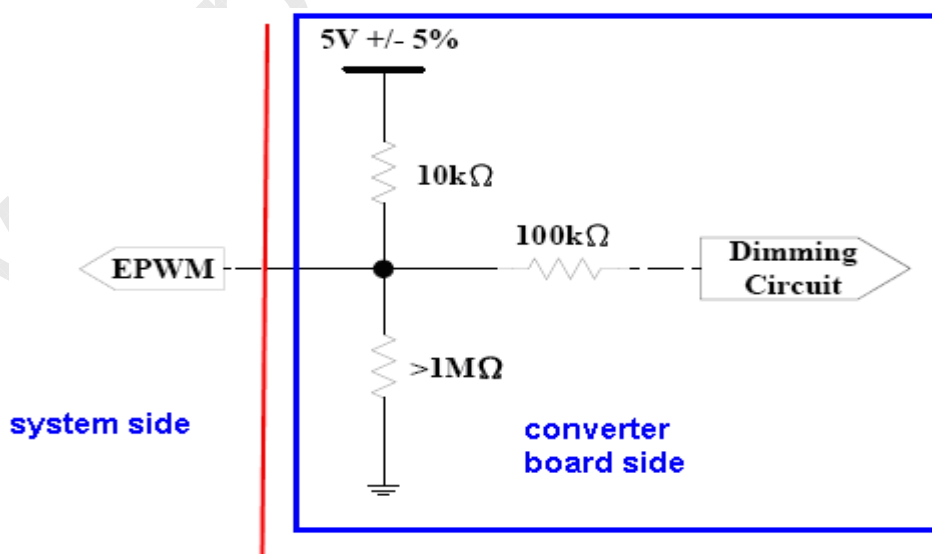 5V +/- 5%
10kΩ
100kΩ
EPWM
Dimming
Circuit
>1MΩ
system side
converter
board side